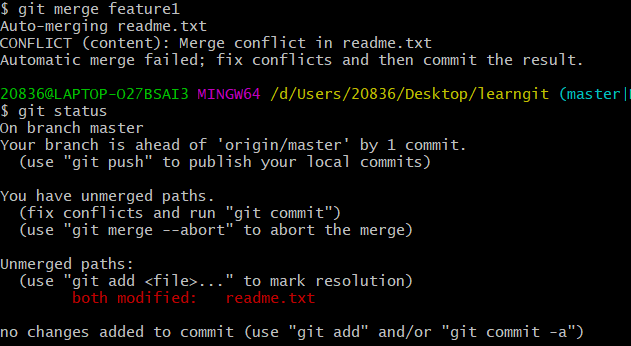 $ git merge feature1
Auto-merging readme.txt
CONFLICT (content): Merge conflict in readme.txt
Automatic merge failed; fix conflicts and then commit the result.
20836@LAPTOP-O27BSAI3 MINGW64 /d/Users/20836/Desktop/learngit (master|
$ git status
On branch master
Your branch is ahead of 'origin/master' by 1 commit.
  (use "git push" to publish your local commits)
You have unmerged paths.
  (fix conflicts and run "git commit")
  (use "git merge --abort" to abort the merge)
Unmerged paths:
  (use "git add <file>..." to mark resolution)
        both modified:   readme.txt
no changes added to commit (use "git add" and/or "git commit -a")